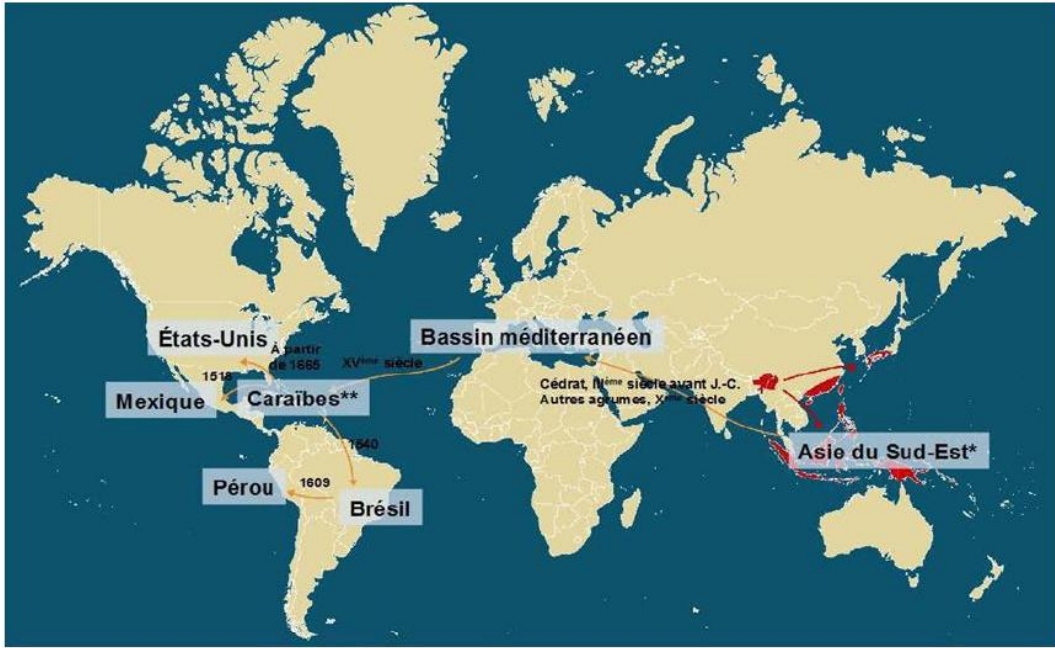 États-Unis
À partir
de 1665
XVème siècle
Bassin méditerranéen
1518
Mexique
Caraïbes**
Cédrat, IIIème siècle avant J.-C.
Autres agrumes, Xème siècle
1540
Asie du Sud-Est*
Pérou
1609
Brésil